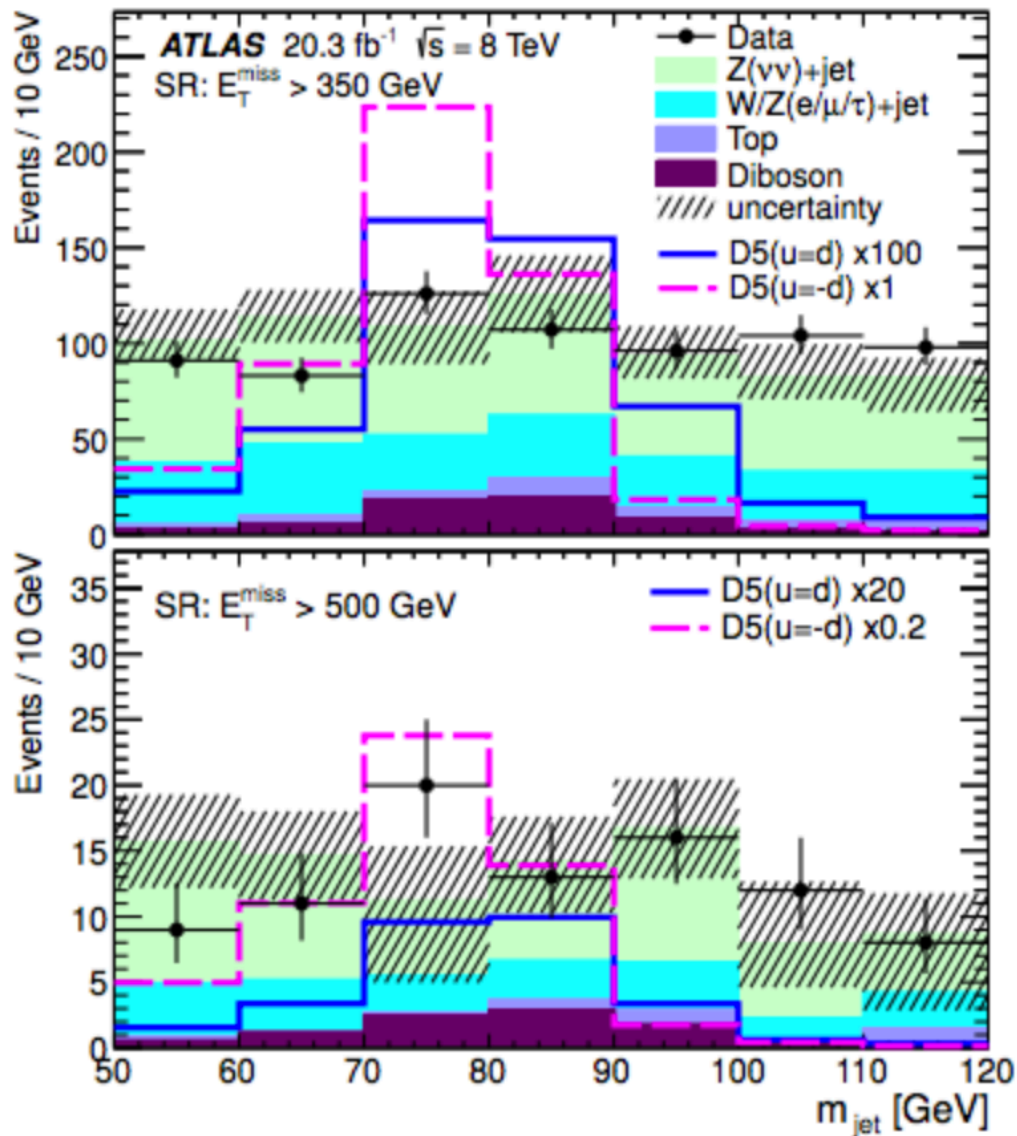 ATLAS 20.3 fb⁻¹ √s = 8 TeV
SR: E_T^miss > 350 GeV
Data
Z(νν)+jet
W/Z(e/μ/τ)+jet
Top
Diboson
uncertainty
D5(u=d) x100
D5(u=-d) x1
Events / 10 GeV
250
200
150
100
50
0
SR: E_T^miss > 500 GeV
D5(u=d) x20
D5(u=-d) x0.2
Events / 10 GeV
35
30
25
20
15
10
5
0
50 60 70 80 90 100 110 120
m_jet [GeV]